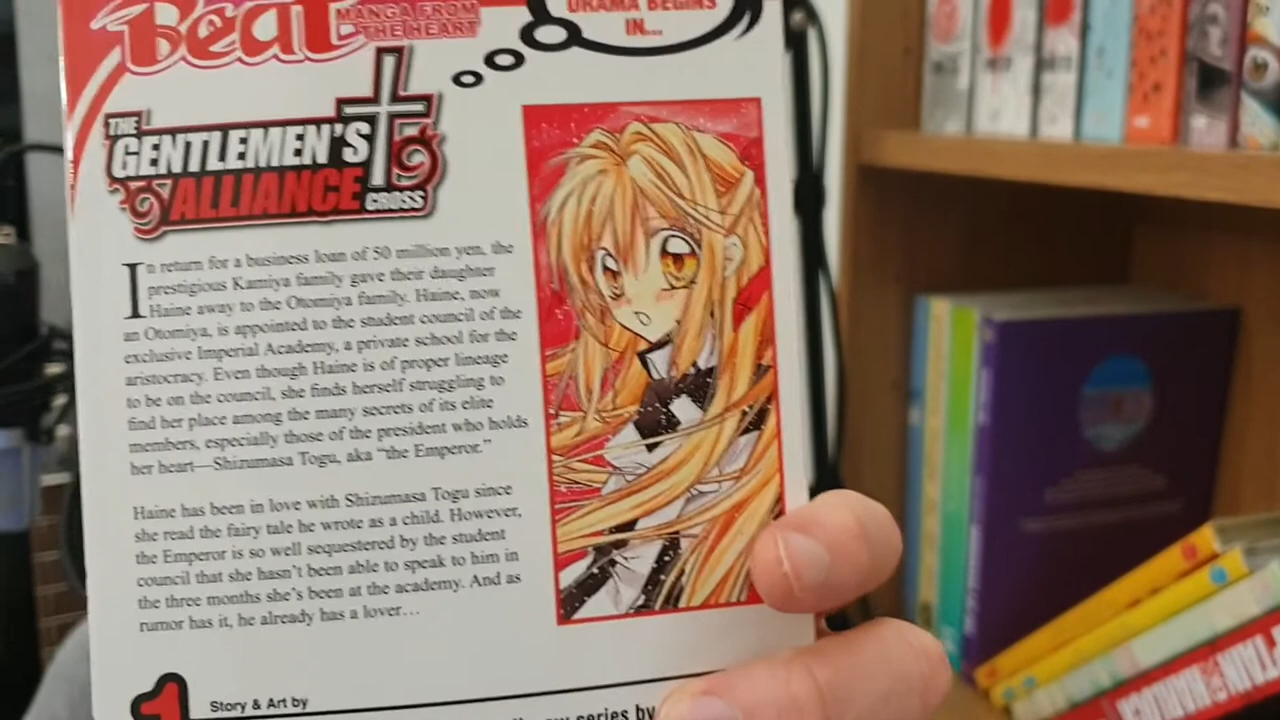 Beat
MANGA FROM
THE HEART
DRAMA BEGINS
IN...
THE
GENTLEMEN'S
ALLIANCE
CROSS
In return for a business loan of 50 million yen, the
prestigious Kamiya family gave their daughter
Haine away to the Otomiya family. Haine, now
an Otomiya, is appointed to the student council of the
exclusive Imperial Academy, a private school for the
aristocracy. Even though Haine is of proper lineage
to be on the council, she finds herself struggling to
find her place among the many secrets of its elite
members, especially those of the president who holds
her heart—Shizumasa Togu, aka "the Emperor."
Haine has been in love with Shizumasa Togu since
she read the fairy tale he wrote as a child. However,
the Emperor is so well sequestered by the student
council that she hasn't been able to speak to him in
the three months she's been at the academy. And as
rumor has it, he already has a lover…
1
Story & Art by
series by